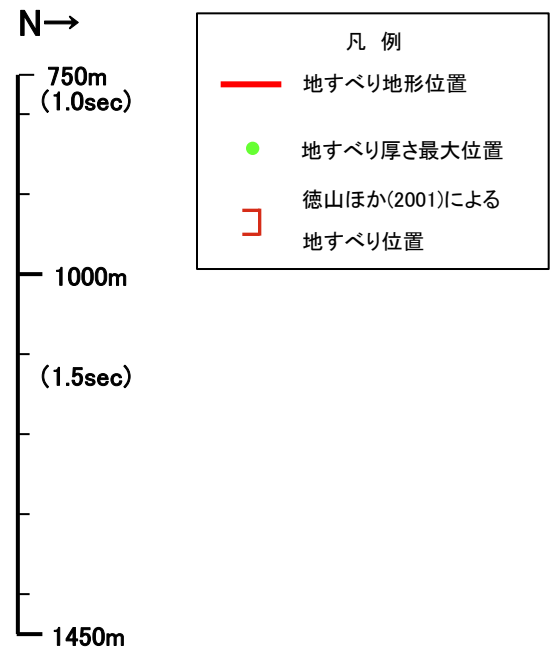 N→
750m
(1.0sec)
1000m
(1.5sec)
1450m
凡 例
地すべり地形位置
地すべり厚さ最大位置
徳山ほか(2001)による
地すべり位置